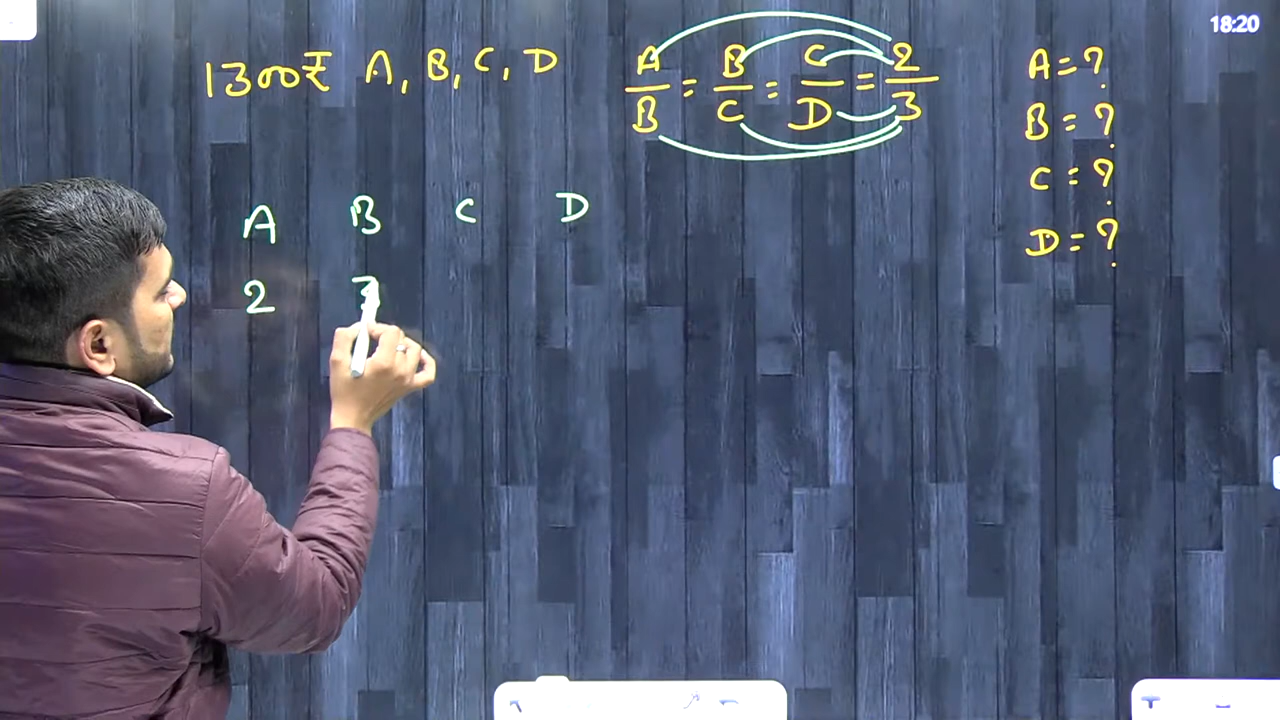 18:20
1300₹ A, B, C, D
A/B = B/C = C/D = 2/3
A=?
B=?
C=?
D=?
A B C D
2 3